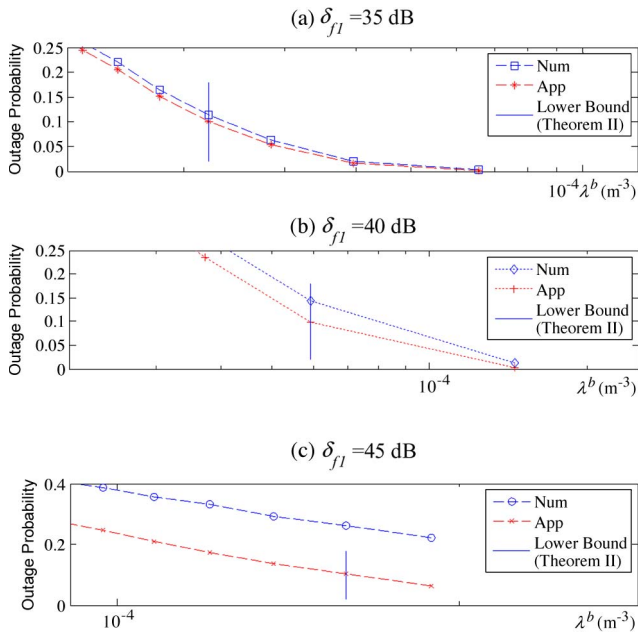 (a) δf1 =35 dB
Outage Probability
0.25
0.2
0.15
0.1
0.05
0
Num
App
Lower Bound
(Theorem II)
10-4 λb (m-3)
(b) δf1 =40 dB
Outage Probability
0.25
0.2
0.15
0.1
0.05
0
Num
App
Lower Bound
(Theorem II)
10-4
λb (m-3)
(c) δf1 =45 dB
Outage Probability
0.4
0.2
0
Num
App
Lower Bound
(Theorem II)
10-4
λb (m-3)